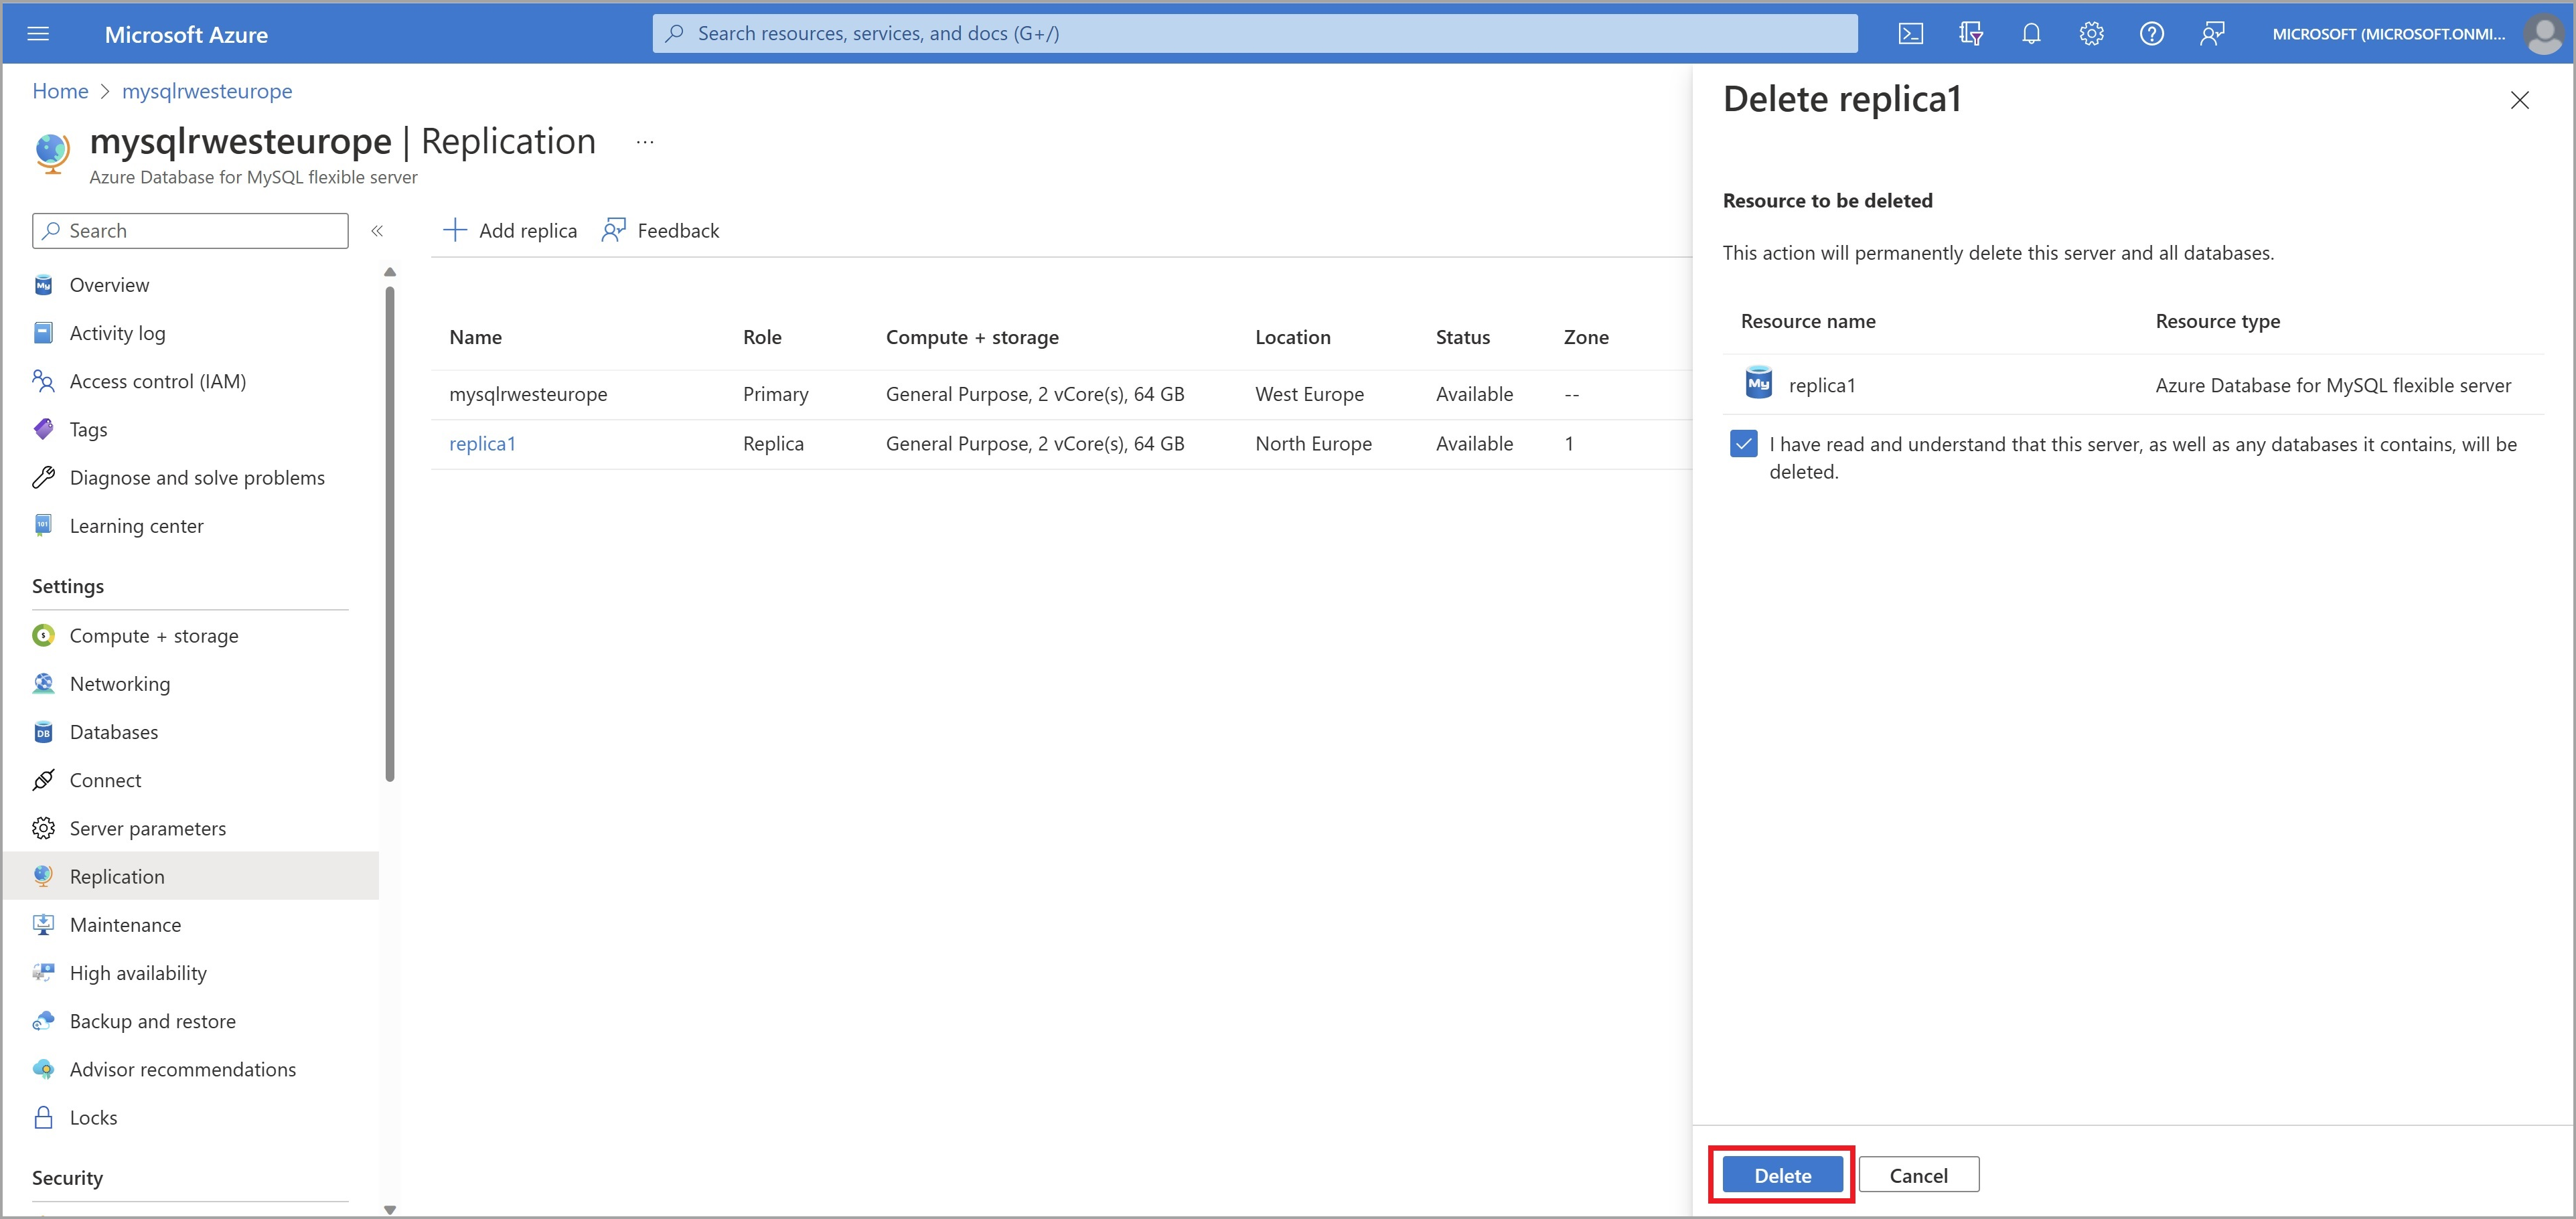 Microsoft Azure
Search resources, services, and docs (G+/)
MICROSOFT (MICROSOFT.ONMI...
Home > mysqlrwesteurope
mysqlrwesteurope | Replication ...
Azure Database for MySQL flexible server
Search
«
Overview
Activity log
Access control (IAM)
Tags
Diagnose and solve problems
Learning center
Settings
Compute + storage
Networking
Databases
Connect
Server parameters
Replication
Maintenance
High availability
Backup and restore
Advisor recommendations
Locks
Security
Add replica Feedback
Name Role Compute + storage Location Status Zone
mysqlrwesteurope Primary General Purpose, 2 vCore(s), 64 GB West Europe Available --
replica1 Replica General Purpose, 2 vCore(s), 64 GB North Europe Available 1
Delete replica1
Resource to be deleted
This action will permanently delete this server and all databases.
Resource name Resource type
My replica1 Azure Database for MySQL flexible server
I have read and understand that this server, as well as any databases it contains, will be
deleted.
Delete Cancel